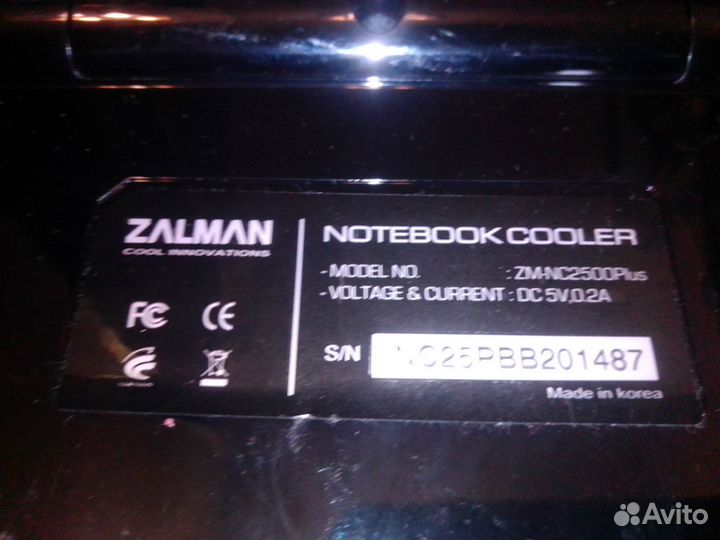 ZALMAN
COOL INNOVATIONS
FC CE
NOTEBOOK COOLER
- MODEL NO. : ZM-NC2500Plus
- VOLTAGE & CURRENT : DC 5V,0.2A
S/N NC25PBB201487
Made in korea
Avito